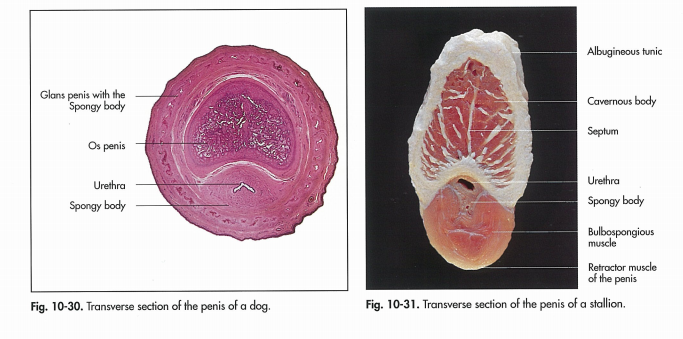 Glans penis with the
Spongy body
Os penis
Urethra
Spongy body
Fig. 10-30. Transverse section of the penis of a dog.
Albugineous tunic
Cavernous body
Septum
Urethra
Spongy body
Bulbospongious
muscle
Retractor muscle
of the penis
Fig. 10-31. Transverse section of the penis of a stallion.